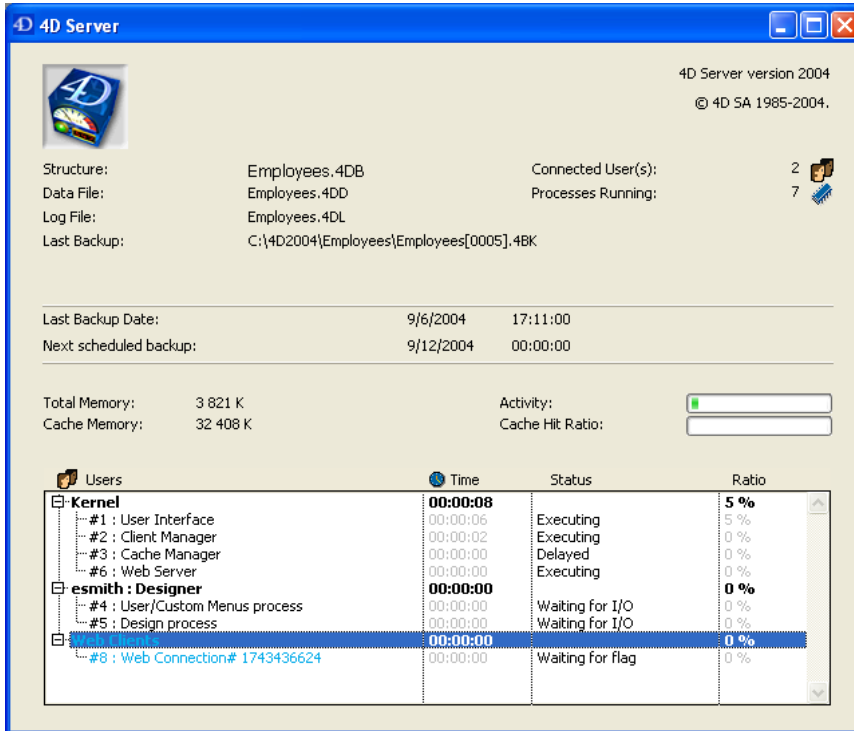 4D 4D Server
4D
4D Server version 2004
© 4D SA 1985-2004.
Structure: Employees.4DB Connected User(s): 2
Data File: Employees.4DD Processes Running: 7
Log File: Employees.4DL
Last Backup: C:\4D2004\Employees\Employees[0005].4BK
Last Backup Date: 9/6/2004 17:11:00
Next scheduled backup: 9/12/2004 00:00:00
Total Memory: 3 821 K Activity:
Cache Memory: 32 408 K Cache Hit Ratio:
Users Time Status Ratio
Kernel 00:00:08 5 %
#1 : User Interface 00:00:06 Executing 5 %
#2 : Client Manager 00:00:02 Executing 0 %
#3 : Cache Manager 00:00:00 Delayed 0 %
#6 : Web Server 00:00:00 Executing 0 %
esmith : Designer 00:00:00 0 %
#4 : User/Custom Menus process 00:00:00 Waiting for I/O 0 %
#5 : Design process 00:00:00 Waiting for I/O 0 %
Web Clients 00:00:00 0 %
#8 : Web Connection# 1743436624 00:00:00 Waiting for flag 0 %